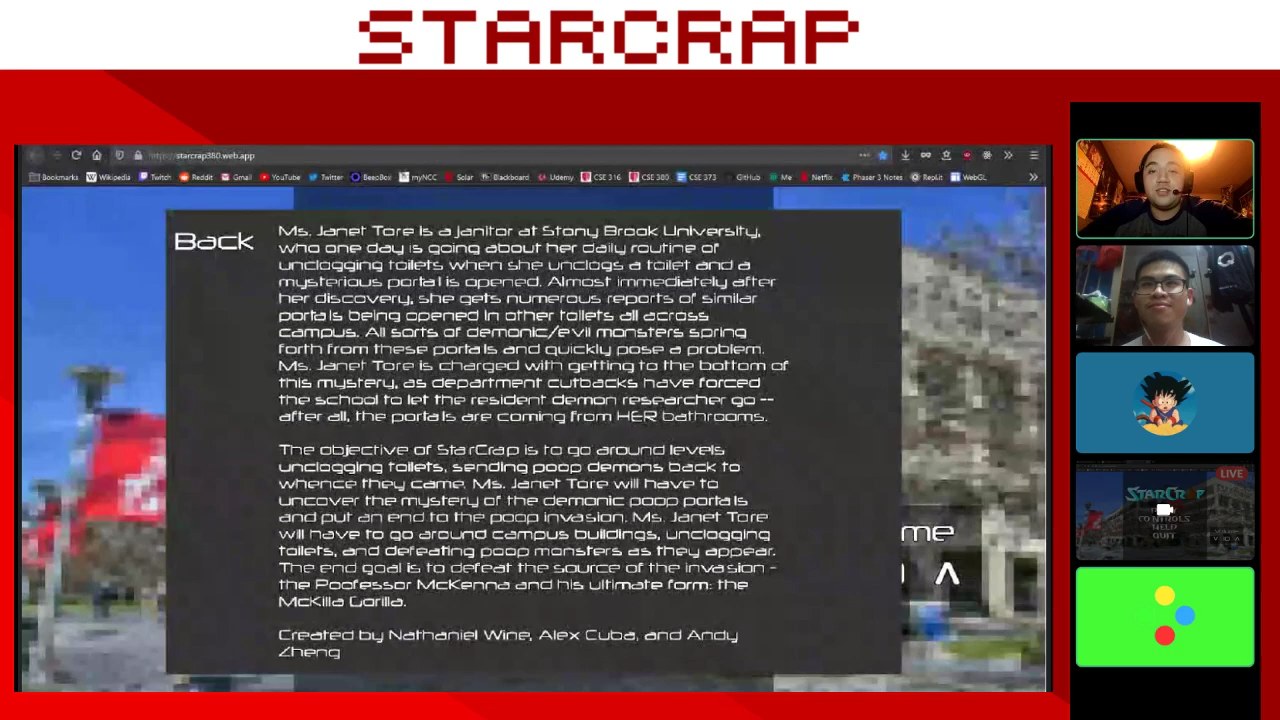 STARCRAP
starcrap380.web.app
Bookmarks Wikipedia Twitch Reddit Gmail YouTube Twitter BeeoBox myNCC Solar Blackboard Udemy CSE 316 CSE 380 CSE 373 GitHub Me Netflix Phaser 3 Notes Replit WebGL
Back
Ms. Janet Tore is a janitor at Stony Brook University,
who one day is going about her daily routine of
unclogging toilets when she unclogs a toilet and a
mysterious portal is opened. Almost immediately after
her discovery, she gets numerous reports of similar
portals being opened in other toilets all across
campus. All sorts of demonic/evil monsters spring
forth from these portals and quickly pose a problem.
Ms. Janet Tore is charged with getting to the bottom of
this mystery, as department cutbacks have forced
the school to let the resident demon researcher go --
after all, the portals are coming from HER bathrooms.
The objective of StarCrap is to go around levels
unclogging toilets, sending poop demons back to
whence they came. Ms. Janet Tore will have to
uncover the mystery of the demonic poop portals
and put an end to the poop invasion. Ms. Janet Tore
will have to go around campus buildings, unclogging
toilets, and defeating poop monsters as they appear.
The end goal is to defeat the source of the invasion -
the Poofessor McKenna and his ultimate form: the
McKilla Gorilla.
Created by Nathaniel Wine, Alex Cuba, and Andy
Zheng
me
LIVE
STARCROP
CONTROLS
HELP
QUIT